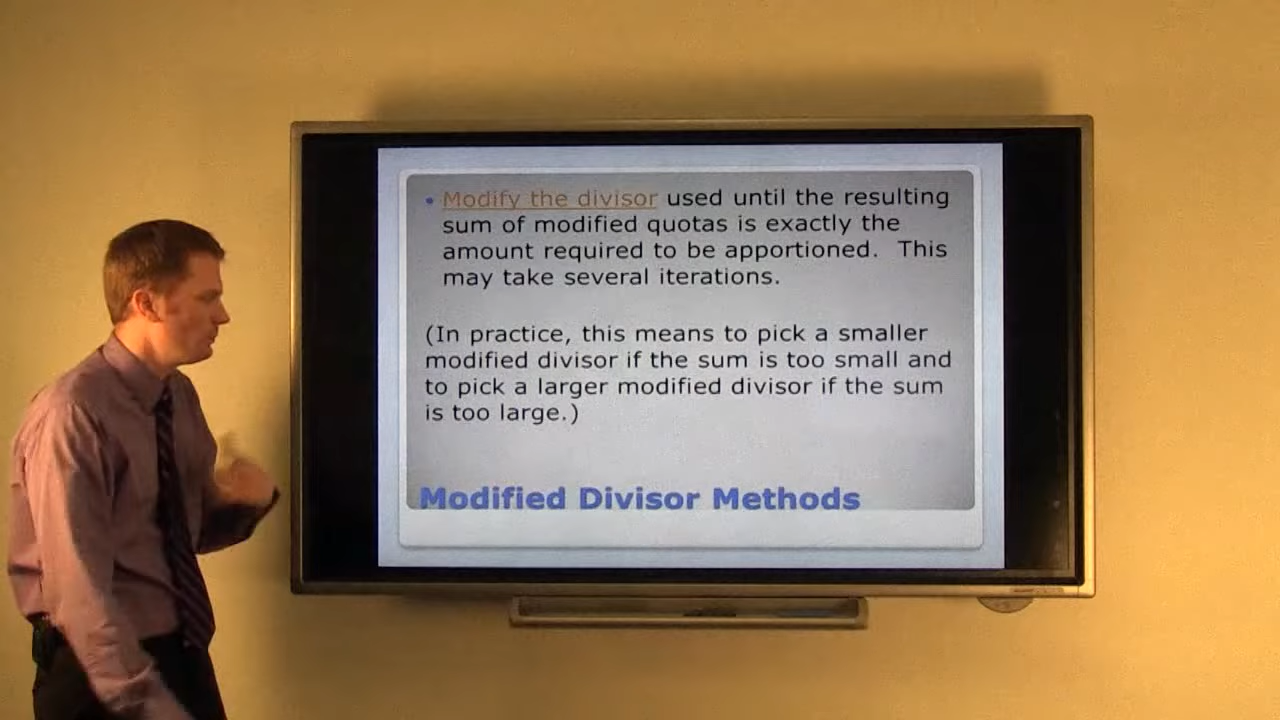 • Modify the divisor used until the resulting
sum of modified quotas is exactly the
amount required to be apportioned. This
may take several iterations.
(In practice, this means to pick a smaller
modified divisor if the sum is too small and
to pick a larger modified divisor if the sum
is too large.)
Modified Divisor Methods